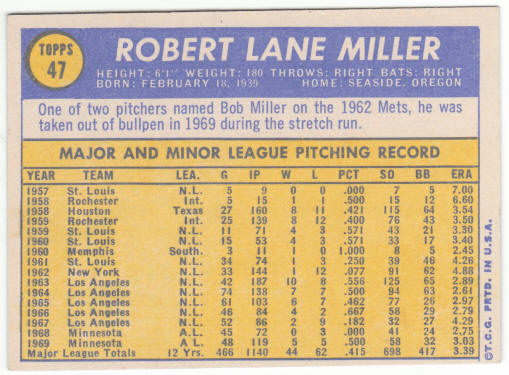 TOPPS
47
ROBERT LANE MILLER
HEIGHT: 6'1" WEIGHT: 180 THROWS: RIGHT BATS: RIGHT
BORN: FEBRUARY 18, 1939 HOME: SEASIDE, OREGON
One of two pitchers named Bob Miller on the 1962 Mets, he was
taken out of bullpen in 1969 during the stretch run.
MAJOR AND MINOR LEAGUE PITCHING RECORD
YEAR TEAM LEA. G IP W L PCT SO BB ERA
1957 St. Louis N.L. 5 9 0 0 .000 7 5 7.00
1958 Rochester Int. 5 15 1 1 .500 15 12 6.60
1958 Houston Texas 27 160 8 11 .421 115 64 3.54
1959 Rochester Int. 25 139 8 12 .400 76 43 3.50
1959 St. Louis N.L. 11 71 4 3 .571 43 21 3.30
1960 St. Louis N.L. 15 53 4 3 .571 33 17 3.40
1960 Memphis South. 3 11 1 0 1.000 8 5 2.45
1961 St. Louis N.L. 34 74 1 3 .250 39 46 4.26
1962 New York N.L. 33 144 1 12 .077 91 62 4.88
1963 Los Angeles N.L. 42 187 10 8 .556 125 65 2.89
1964 Los Angeles N.L. 74 138 7 7 .500 94 63 2.61
1965 Los Angeles N.L. 61 103 6 7 .462 77 26 2.97
1966 Los Angeles N.L. 46 84 4 2 .667 58 29 2.79
1967 Los Angeles N.L. 52 86 2 9 .182 32 27 4.29
1968 Minnesota A.L. 45 72 0 3 .000 41 24 2.75
1969 Minnesota A.L. 48 119 5 5 .500 58 32 3.03
Major League Totals 12 Yrs. 466 1140 44 62 .415 698 417 3.39
©T.C.G. PRTD. IN U.S.A.